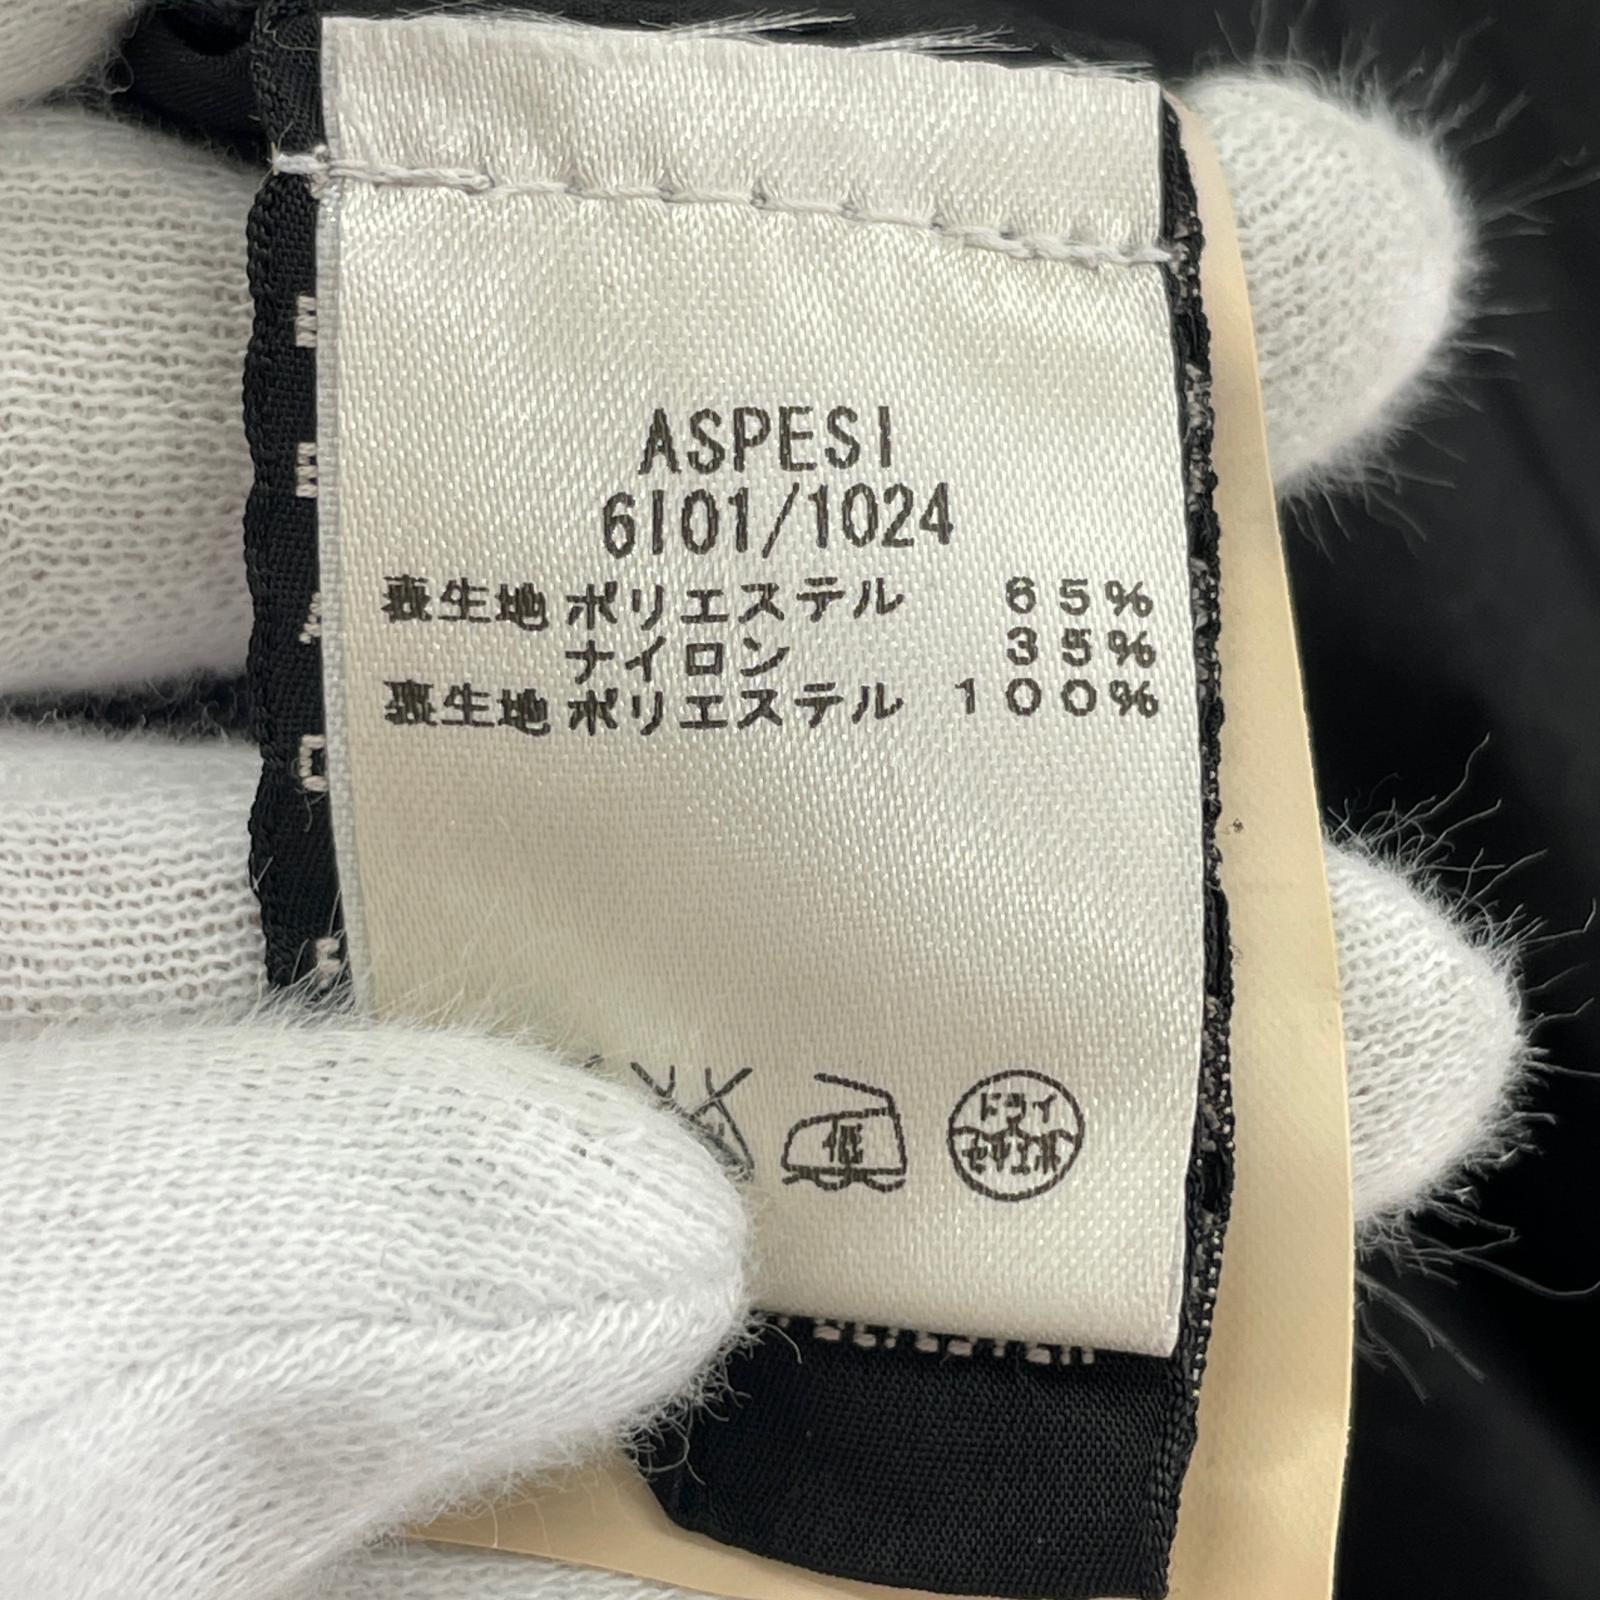 ASPESI
6I01/1024
表生地 ポリエステル 65%
ナイロン 35%
裏生地 ポリエステル 100%
低
ドライ
セキユ系